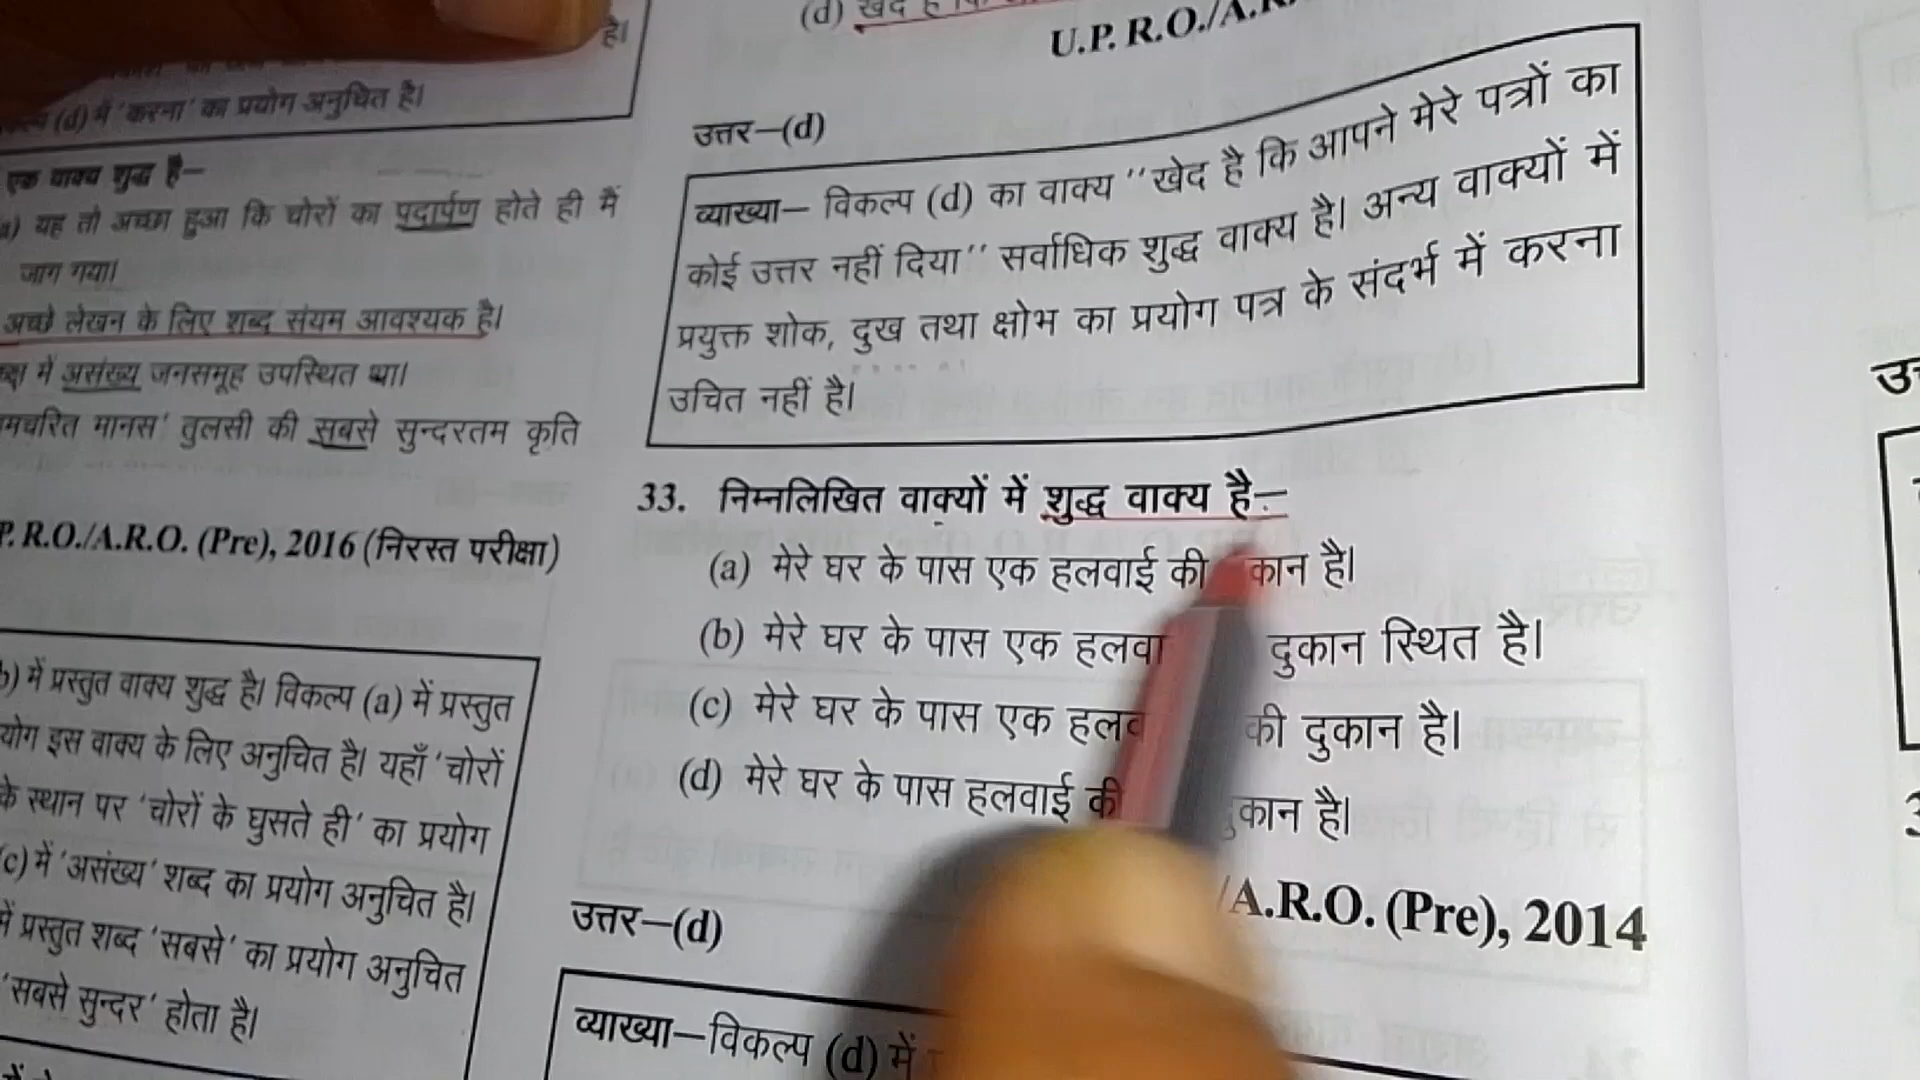 है।
(d) में 'करना' का प्रयोग अनुचित है।
एक वाक्य शुद्ध है–
यह तो अच्छा हुआ कि चोरों का पदार्पण होते ही मैं
जाग गया।
अच्छे लेखन के लिए शब्द संयम आवश्यक है।
में असंख्य जनसमूह उपस्थित था।
मानस' तुलसी की सबसे सुन्दरतम कृति
R.O./A.R.O. (Pre), 2016 (निरस्त परीक्षा)
में प्रस्तुत वाक्य शुद्ध है। विकल्प (a) में प्रस्तुत
इस वाक्य के लिए अनुचित है। यहाँ 'चोरों
के स्थान पर 'चोरों के घुसते ही' का प्रयोग
(c) में 'असंख्य' शब्द का प्रयोग अनुचित है।
में प्रस्तुत शब्द 'सबसे' का प्रयोग अनुचित
'सबसे सुन्दर' होता है।
(d) खेद है कि
U.P. R.O./A.R.
उत्तर–(d)
व्याख्या– विकल्प (d) का वाक्य ''खेद है कि आपने मेरे पत्रों का
कोई उत्तर नहीं दिया'' सर्वाधिक शुद्ध वाक्य है। अन्य वाक्यों में
प्रयुक्त शोक, दुख तथा क्षोभ का प्रयोग पत्र के संदर्भ में करना
उचित नहीं है।
33. निम्नलिखित वाक्यों में शुद्ध वाक्य है–
(a) मेरे घर के पास एक हलवाई की कान है।
(b) मेरे घर के पास एक हलवा दुकान स्थित है।
(c) मेरे घर के पास एक हलव की दुकान है।
(d) मेरे घर के पास हलवाई की दुकान है।
/A.R.O. (Pre), 2014
उत्तर–(d)
व्याख्या–विकल्प (d) में